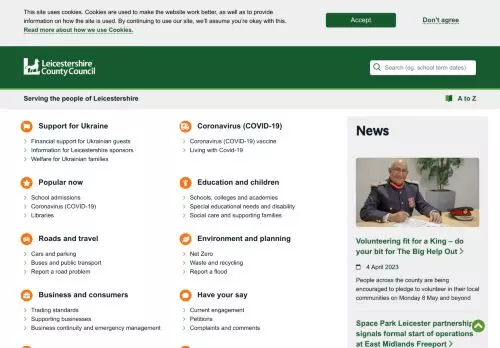 This site uses cookies. Cookies are used to make the website work better, as well as to provide
information on how the site is used. By continuing to use our site, we'll assume you're okay with this.
Read more about how we use Cookies.
Accept
Don't agree
Leicestershire
County Council
Search (eg. school term dates)
Serving the people of Leicestershire
A to Z
Support for Ukraine
Financial support for Ukrainian guests
Information for Leicestershire sponsors
Welfare for Ukrainian families
Coronavirus (COVID-19)
Coronavirus (COVID-19) vaccine
Living with Covid-19
Popular now
School admissions
Coronavirus (COVID-19)
Libraries
Education and children
Schools, colleges and academies
Special educational needs and disability
Social care and supporting families
Roads and travel
Cars and parking
Buses and public transport
Report a road problem
Environment and planning
Net Zero
Waste and recycling
Report a flood
Business and consumers
Trading standards
Supporting businesses
Business continuity and emergency management
Have your say
Current engagement
Petitions
Complaints and comments
News
Volunteering fit for a King – do
your bit for The Big Help Out
4 April 2023
People across the county are being
encouraged to pledge to volunteer in their local
communities on Monday 8 May and beyond
Space Park Leicester partnership
signals formal start of operations
at East Midlands Freeport